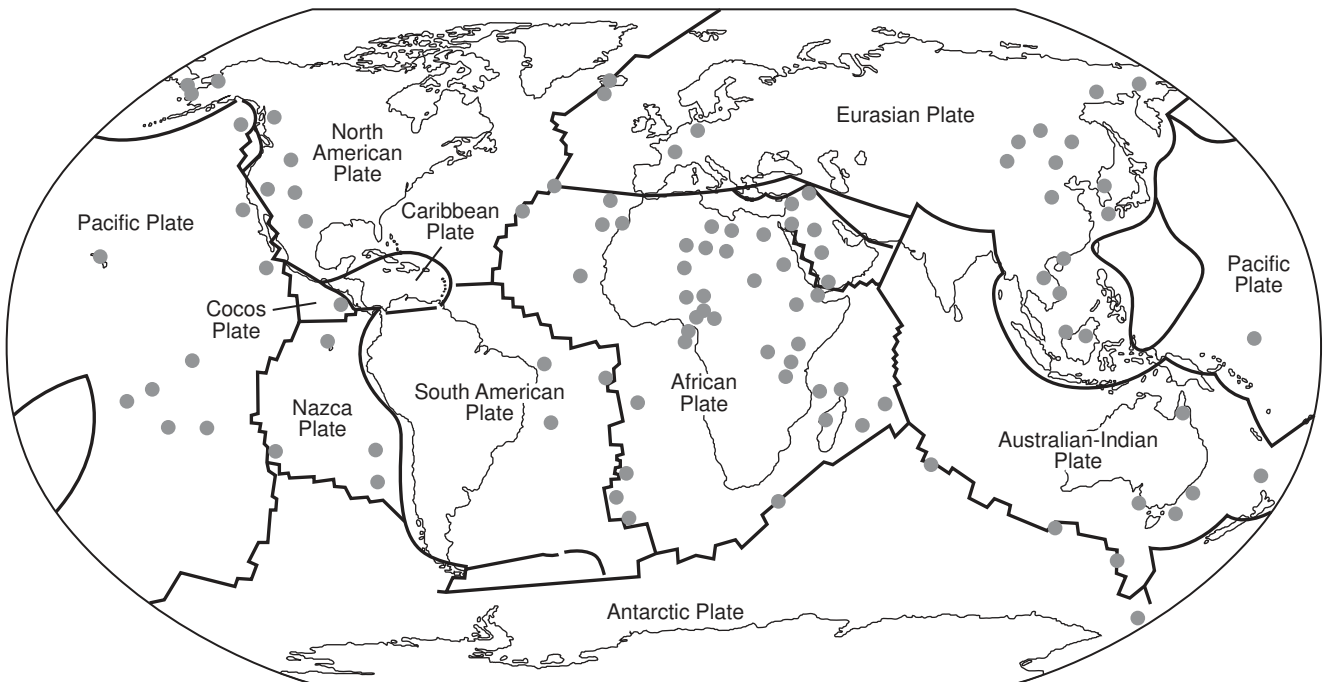 Eurasian Plate
North
American
Plate
Pacific Plate
Caribbean
Plate
Cocos
Plate
Pacific
Plate
South American
Plate
African
Plate
Nazca
Plate
Australian-Indian
Plate
Antarctic Plate